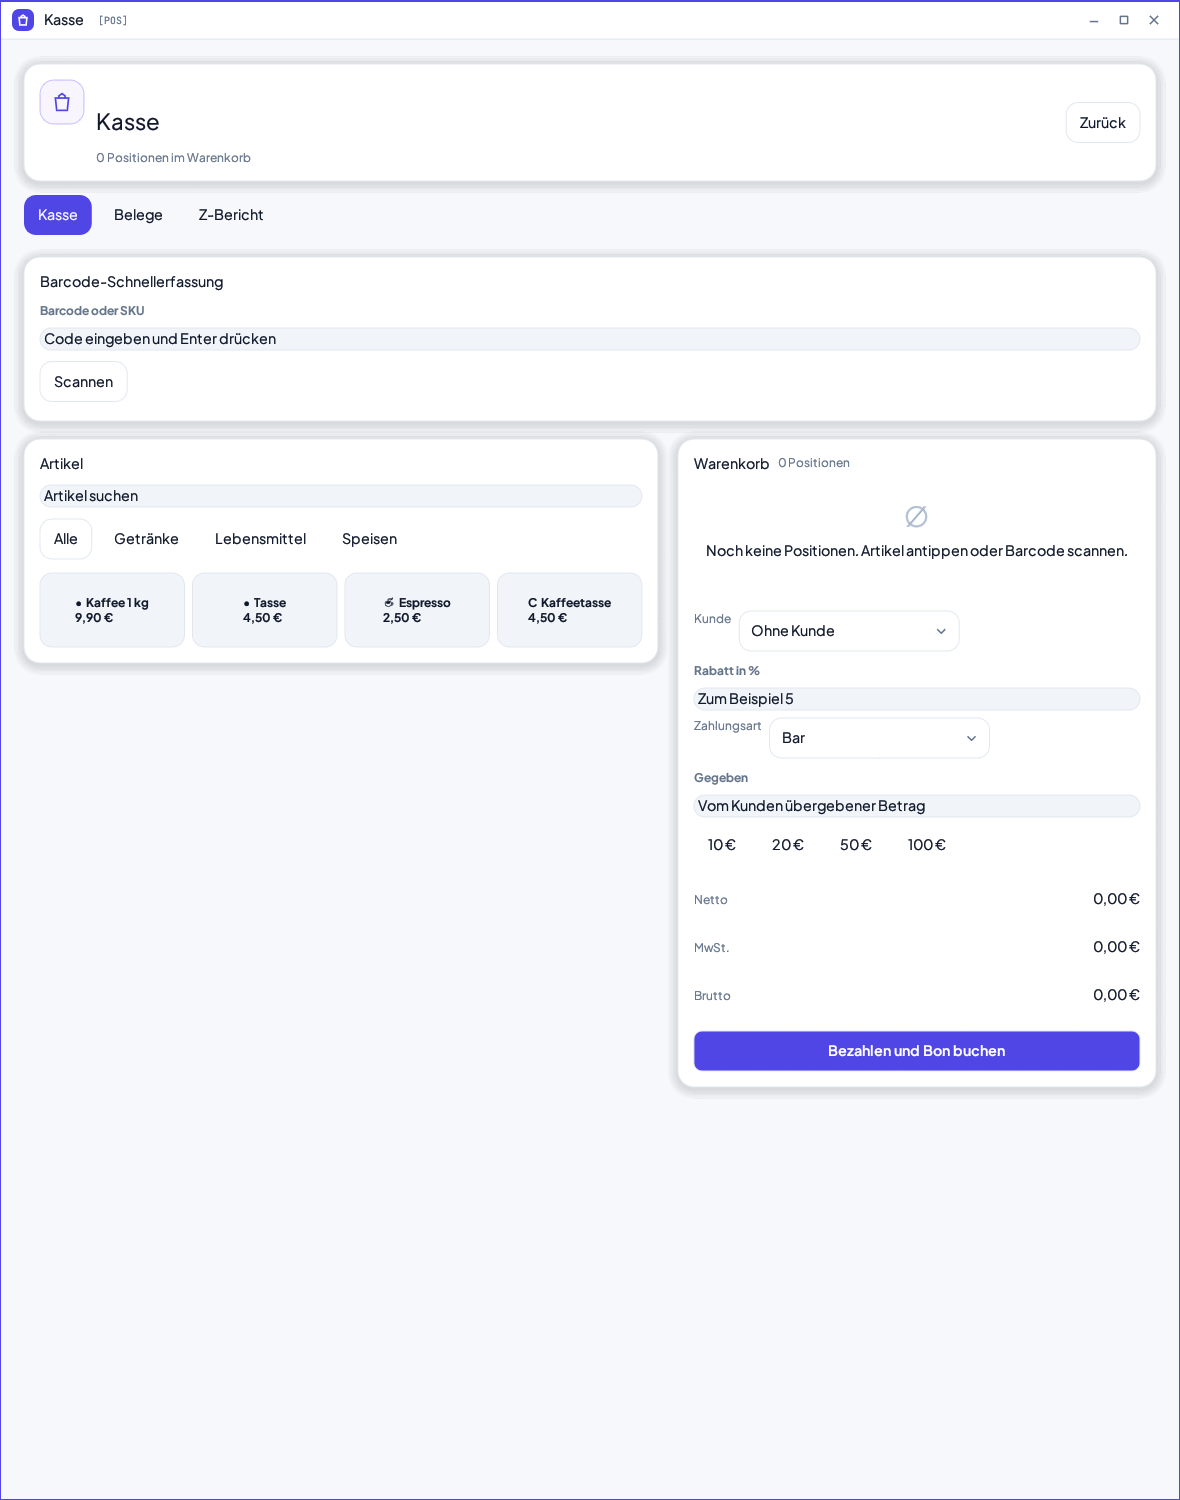 Kasse [POS]
Kasse
0 Positionen im Warenkorb
Zurück
Kasse Belege Z-Bericht
Barcode-Schnellerfassung
Barcode oder SKU
Code eingeben und Enter drücken
Scannen
Artikel
Artikel suchen
Alle Getränke Lebensmittel Speisen
• Kaffee 1 kg
9,90 €
• Tasse
4,50 €
Espresso
2,50 €
C Kaffeetasse
4,50 €
Warenkorb 0 Positionen
Noch keine Positionen. Artikel antippen oder Barcode scannen.
Kunde Ohne Kunde
Rabatt in %
Zum Beispiel 5
Zahlungsart Bar
Gegeben
Vom Kunden übergebener Betrag
10 € 20 € 50 € 100 €
Netto 0,00 €
MwSt. 0,00 €
Brutto 0,00 €
Bezahlen und Bon buchen